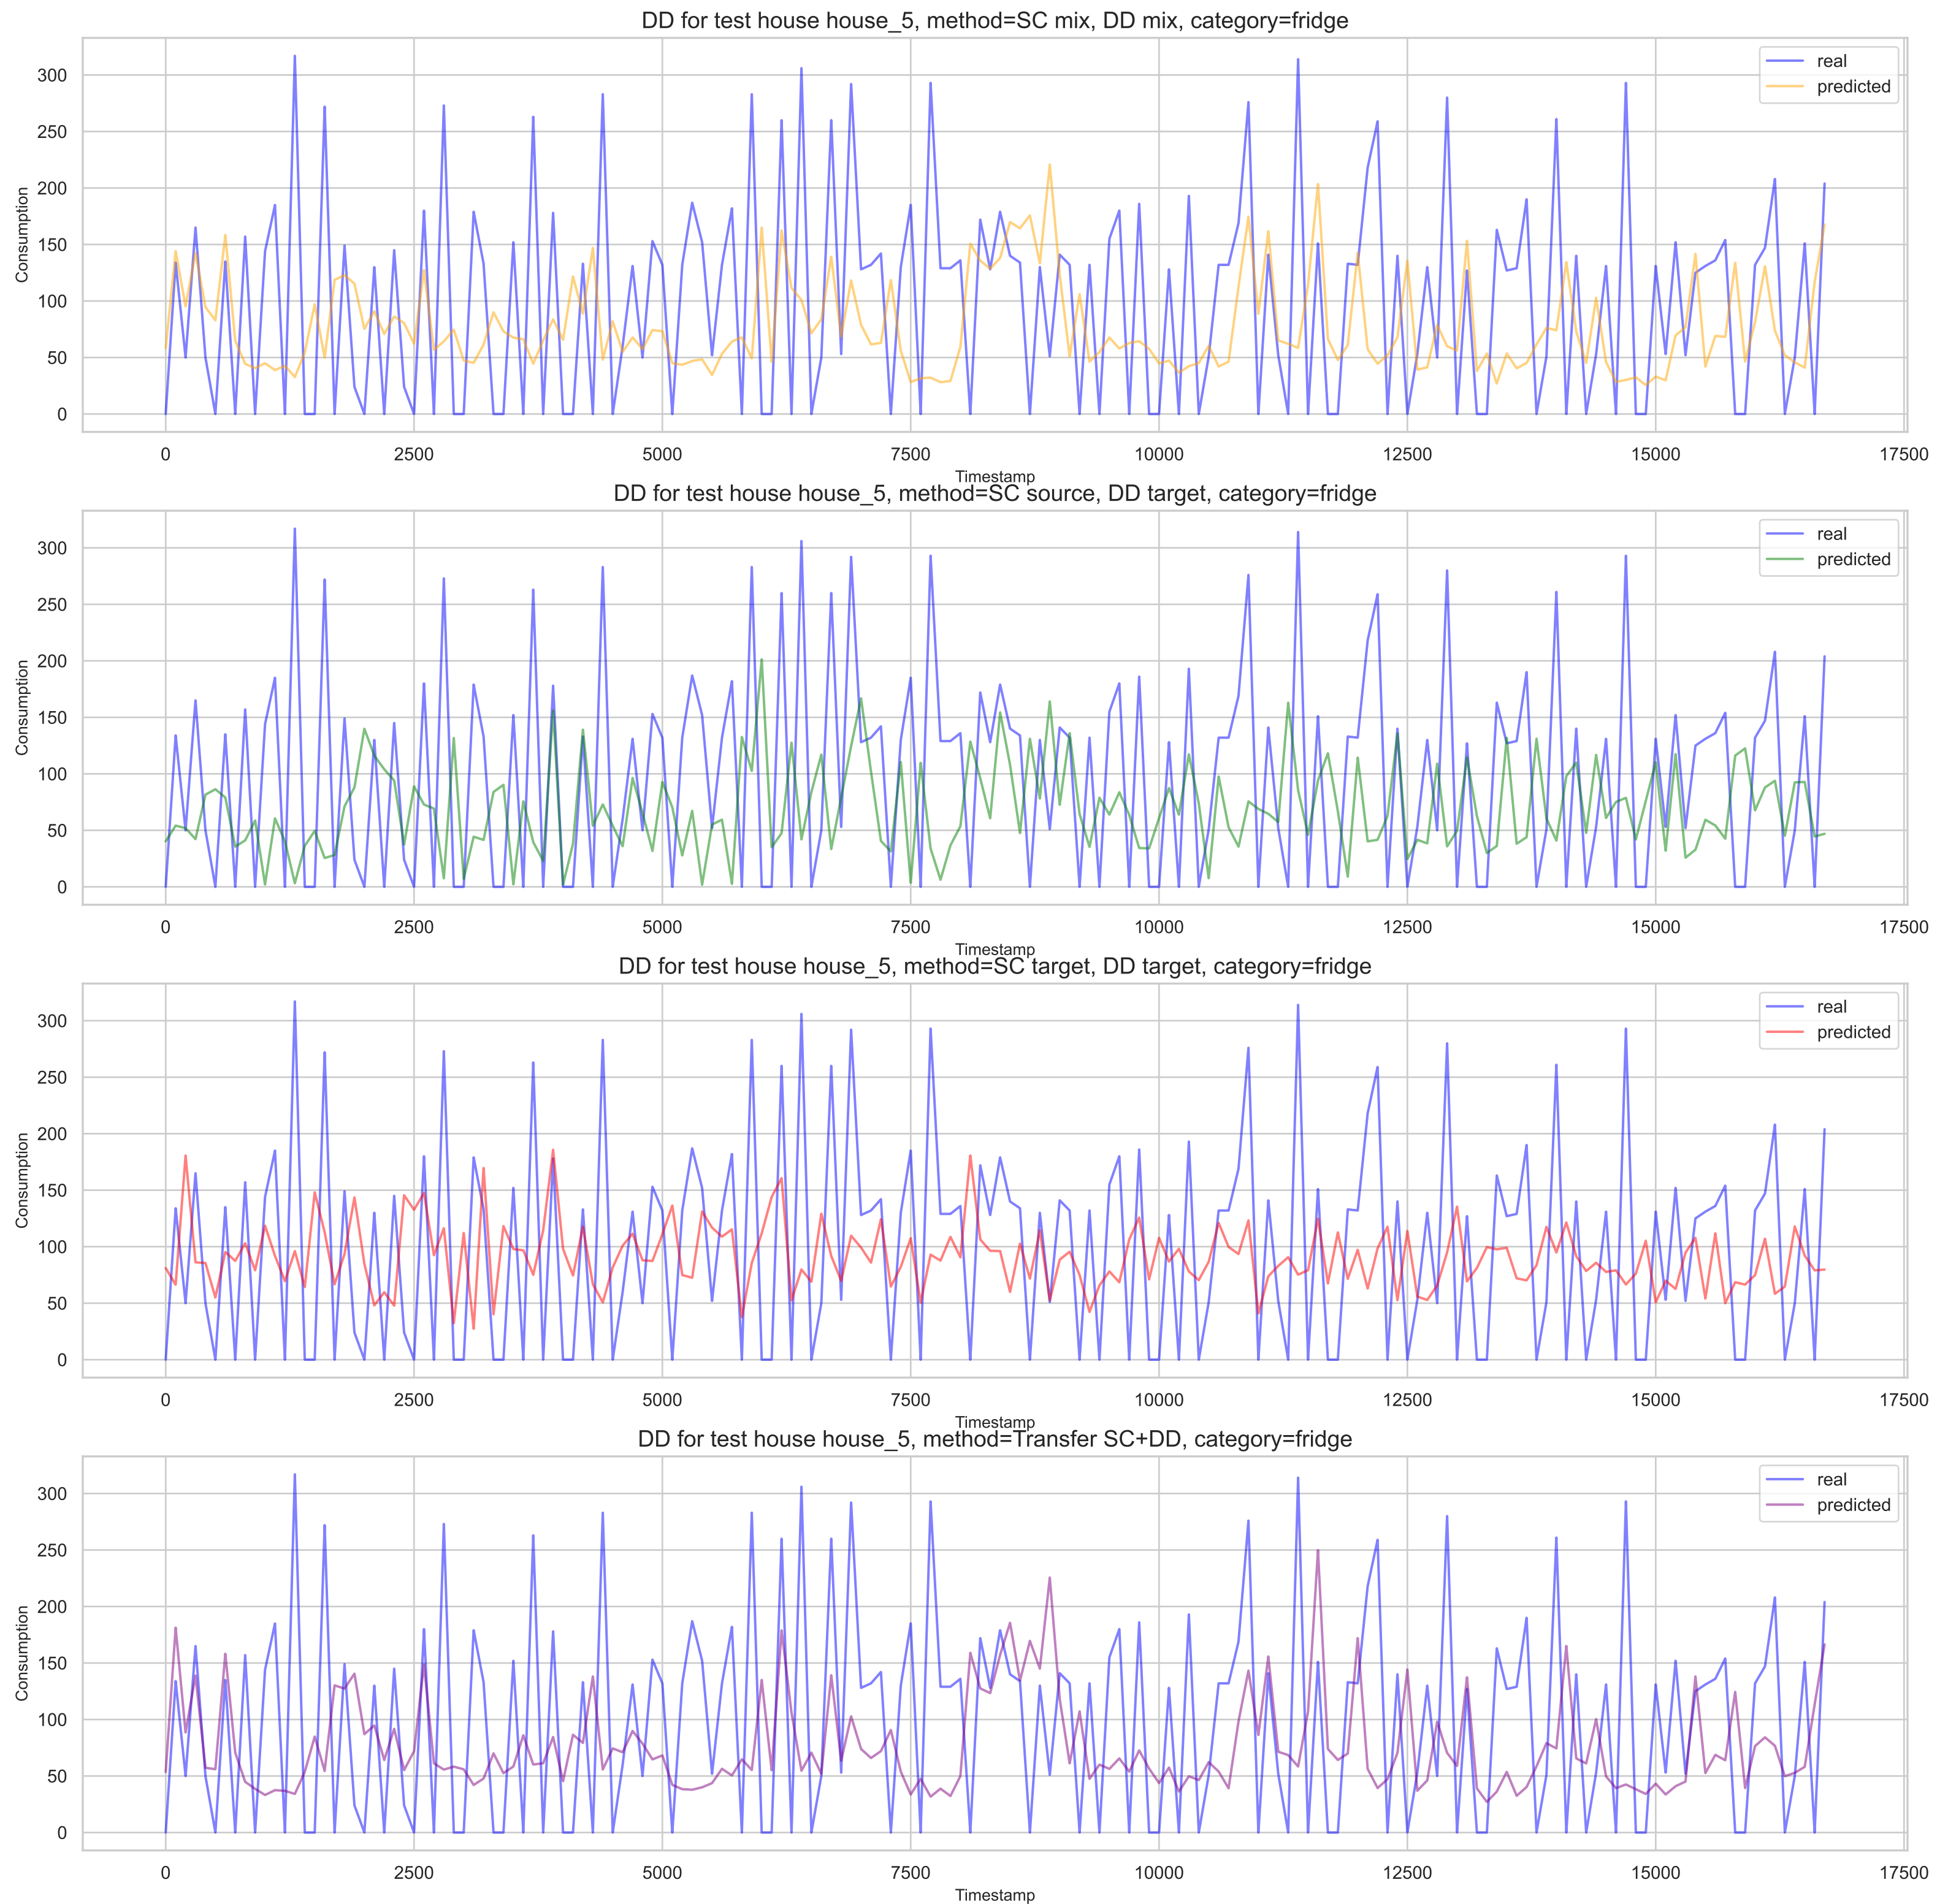 DD for test house house_5, method=SC mix, DD mix, category=fridge
real
predicted
Consumption
300
250
200
150
100
50
0
0 2500 5000 7500 10000 12500 15000 17500
Timestamp
DD for test house house_5, method=SC source, DD target, category=fridge
real
predicted
Consumption
300
250
200
150
100
50
0
0 2500 5000 7500 10000 12500 15000 17500
Timestamp
DD for test house house_5, method=SC target, DD target, category=fridge
real
predicted
Consumption
300
250
200
150
100
50
0
0 2500 5000 7500 10000 12500 15000 17500
Timestamp
DD for test house house_5, method=Transfer SC+DD, category=fridge
real
predicted
Consumption
300
250
200
150
100
50
0
0 2500 5000 7500 10000 12500 15000 17500
Timestamp